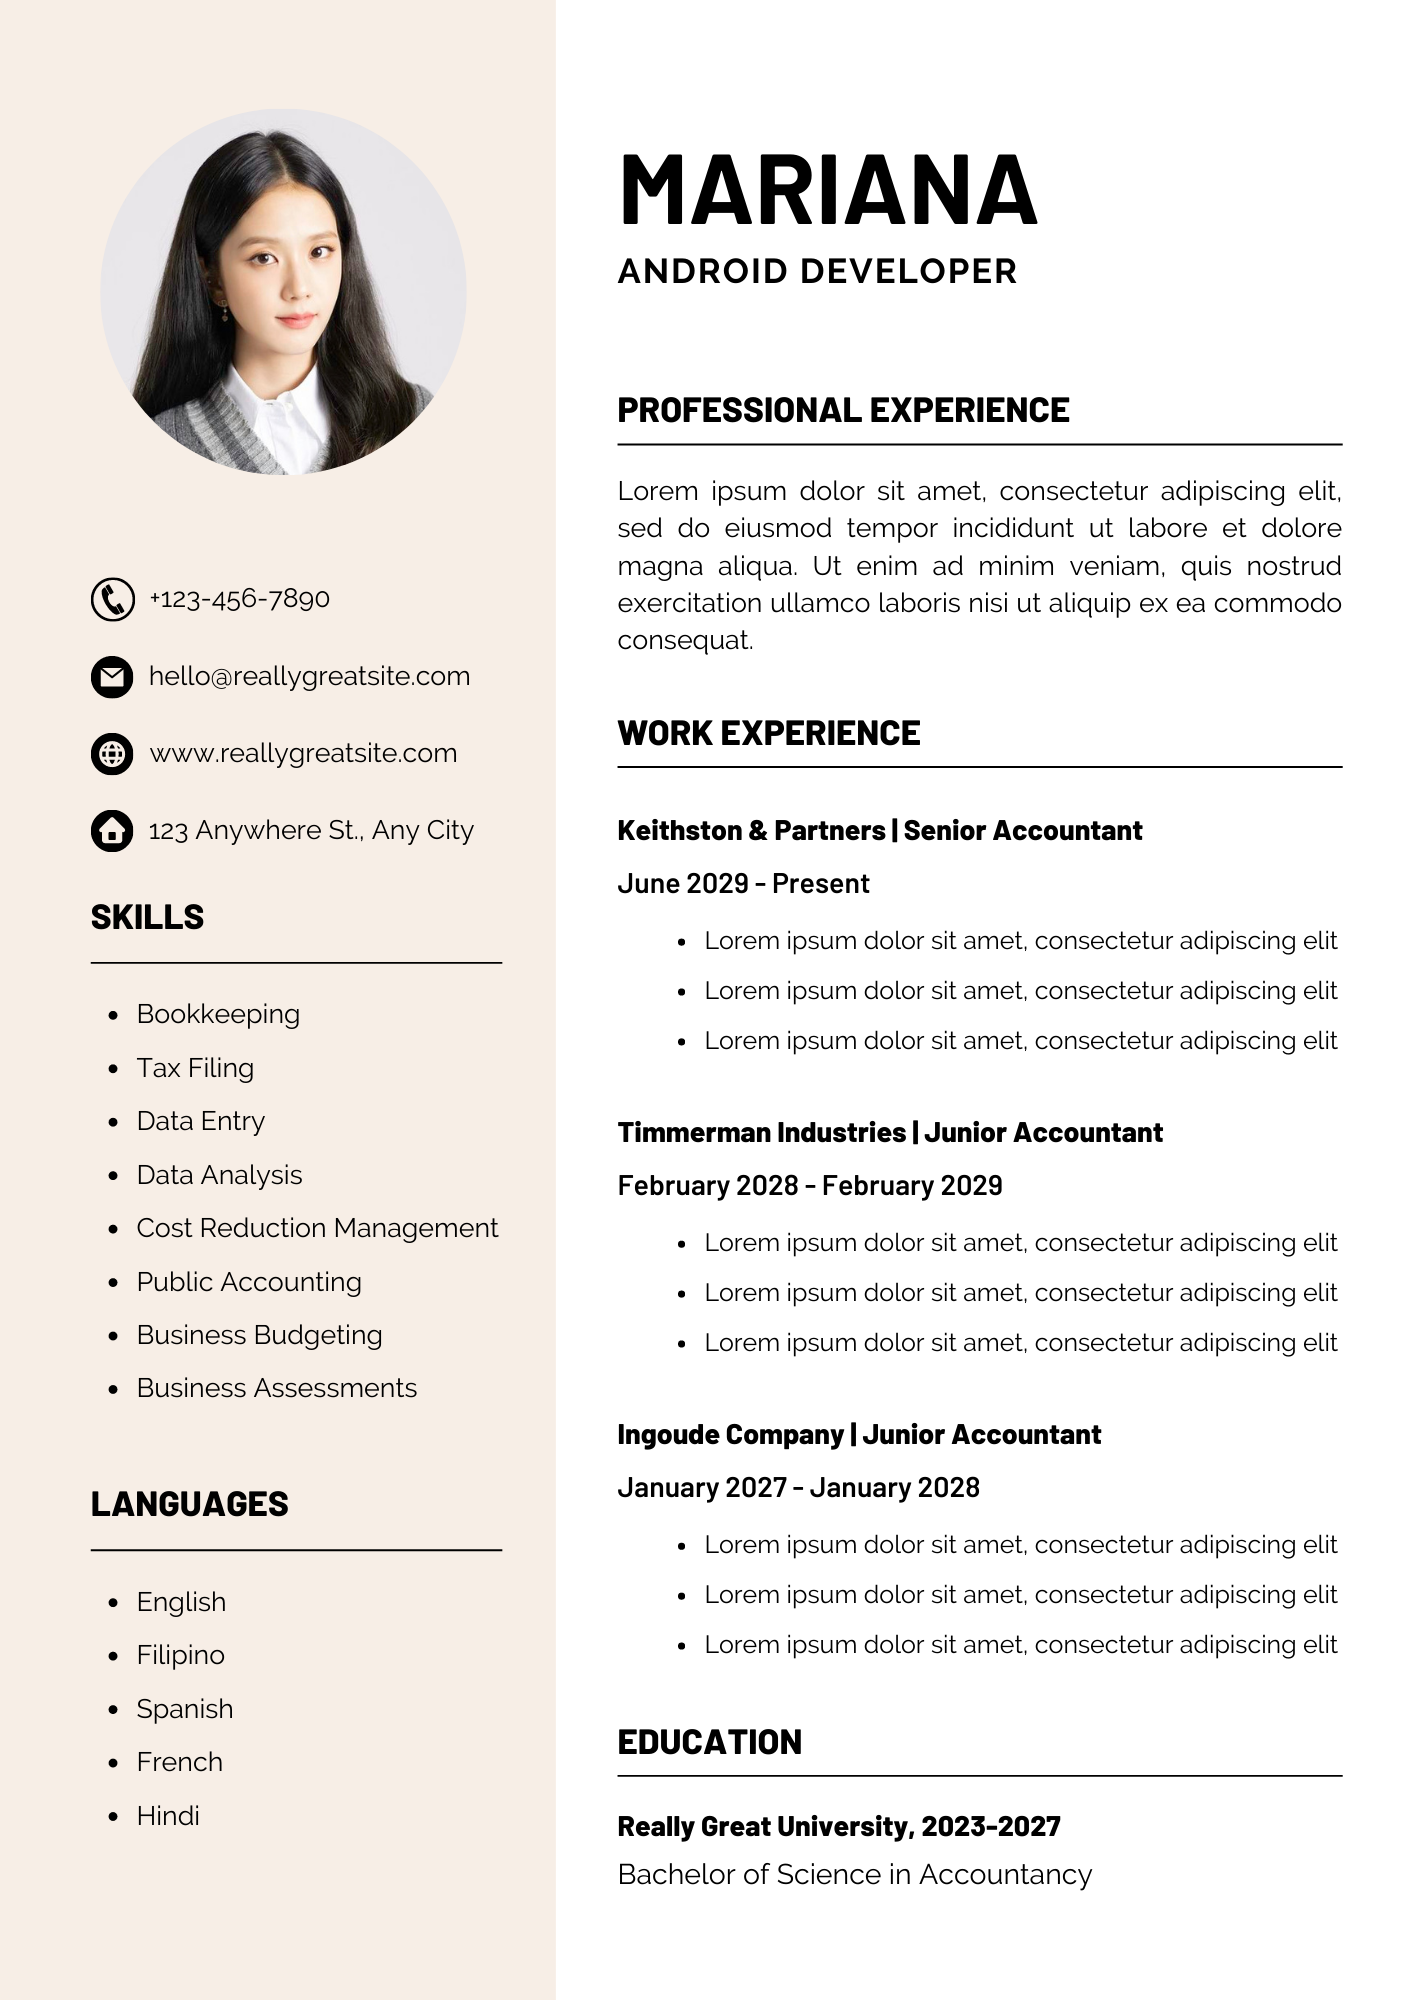 MARIANA
ANDROID DEVELOPER
+123-456-7890
hello@reallygreatsite.com
www.reallygreatsite.com
123 Anywhere St., Any City
SKILLS
Bookkeeping
Tax Filing
Data Entry
Data Analysis
Cost Reduction Management
Public Accounting
Business Budgeting
Business Assessments
LANGUAGES
English
Filipino
Spanish
French
Hindi
PROFESSIONAL EXPERIENCE
Lorem ipsum dolor sit amet, consectetur adipiscing elit,
sed do eiusmod tempor incididunt ut labore et dolore
magna aliqua. Ut enim ad minim veniam, quis nostrud
exercitation ullamco laboris nisi ut aliquip ex ea commodo
consequat.
WORK EXPERIENCE
Keithston & Partners | Senior Accountant
June 2029 - Present
Lorem ipsum dolor sit amet, consectetur adipiscing elit
Lorem ipsum dolor sit amet, consectetur adipiscing elit
Lorem ipsum dolor sit amet, consectetur adipiscing elit
Timmerman Industries | Junior Accountant
February 2028 - February 2029
Lorem ipsum dolor sit amet, consectetur adipiscing elit
Lorem ipsum dolor sit amet, consectetur adipiscing elit
Lorem ipsum dolor sit amet, consectetur adipiscing elit
Ingoude Company | Junior Accountant
January 2027 - January 2028
Lorem ipsum dolor sit amet, consectetur adipiscing elit
Lorem ipsum dolor sit amet, consectetur adipiscing elit
Lorem ipsum dolor sit amet, consectetur adipiscing elit
EDUCATION
Really Great University, 2023-2027
Bachelor of Science in Accountancy